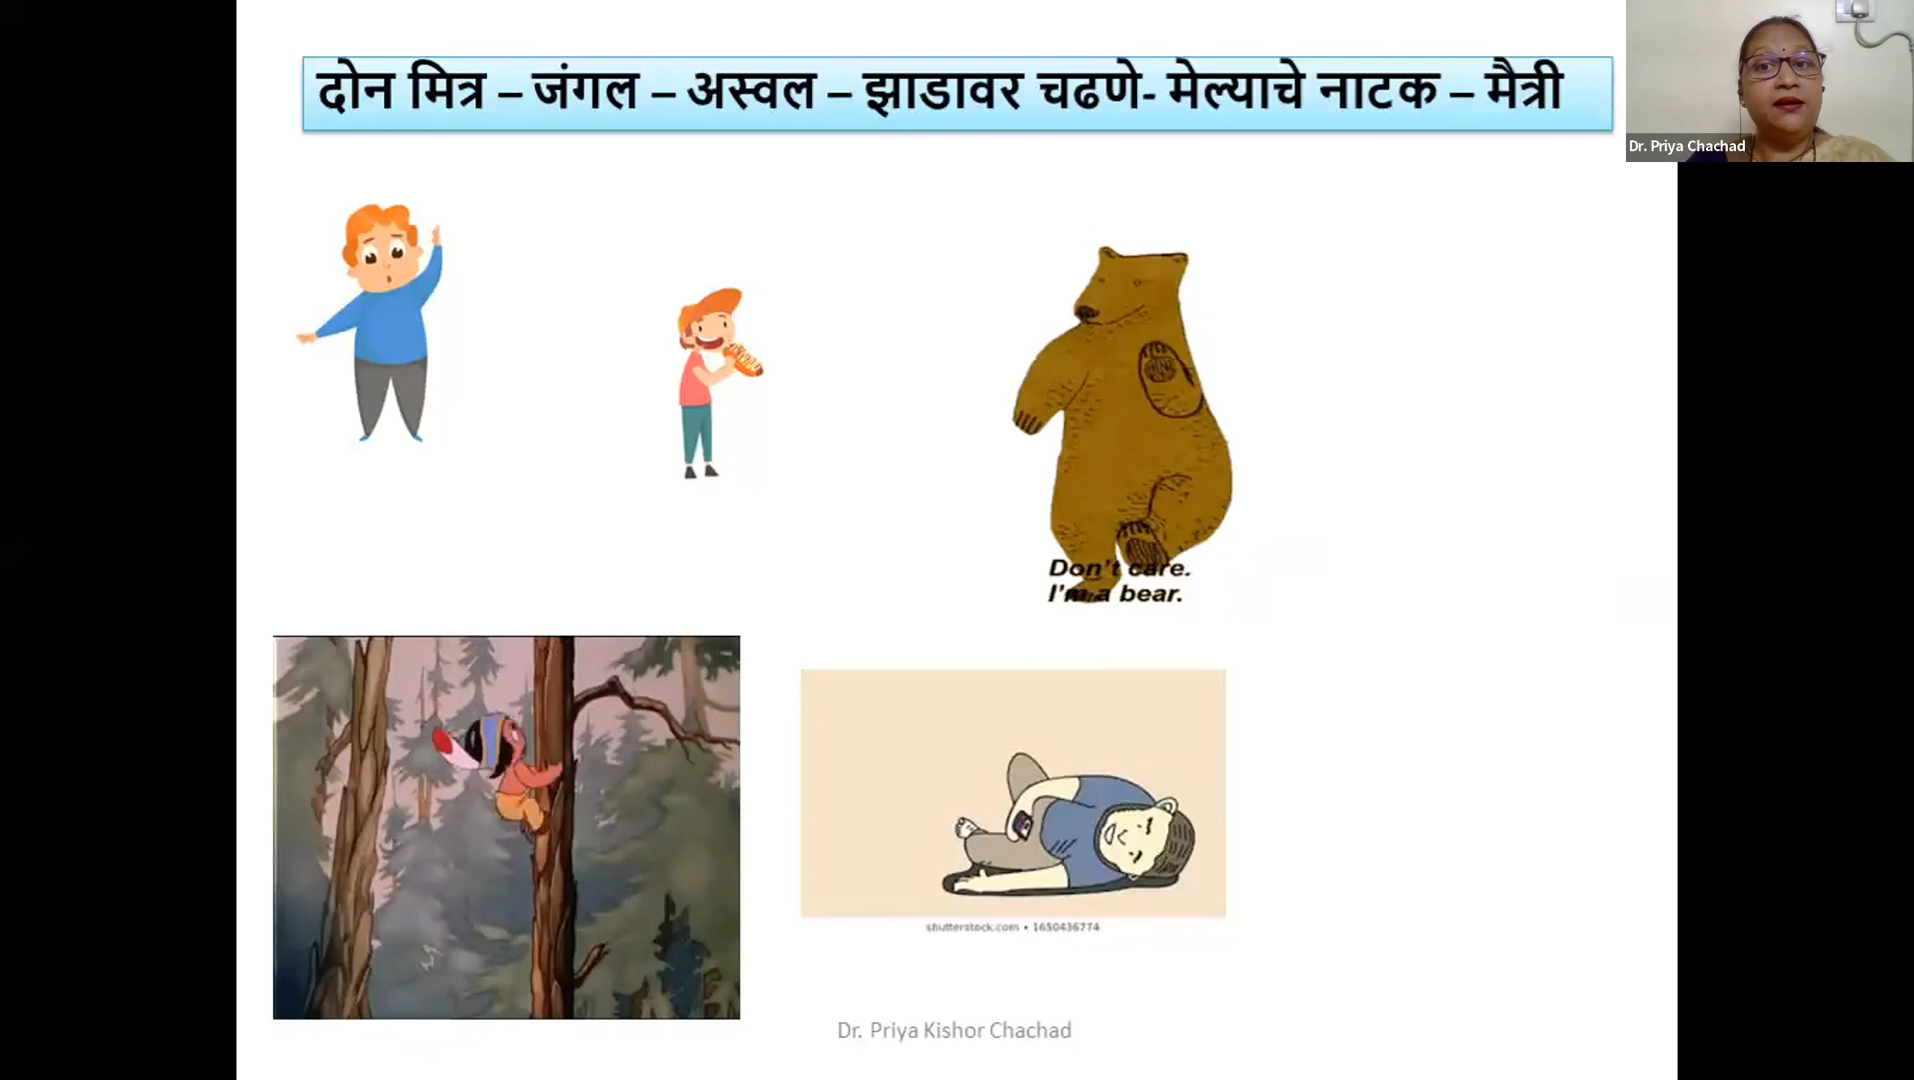 दोन मित्र – जंगल – अस्वल – झाडावर चढणे- मेल्याचे नाटक – मैत्री
Dr. Priya Chachad
Don't care.
I'm a bear.
shutterstock.com • 1650436774
Dr. Priya Kishor Chachad